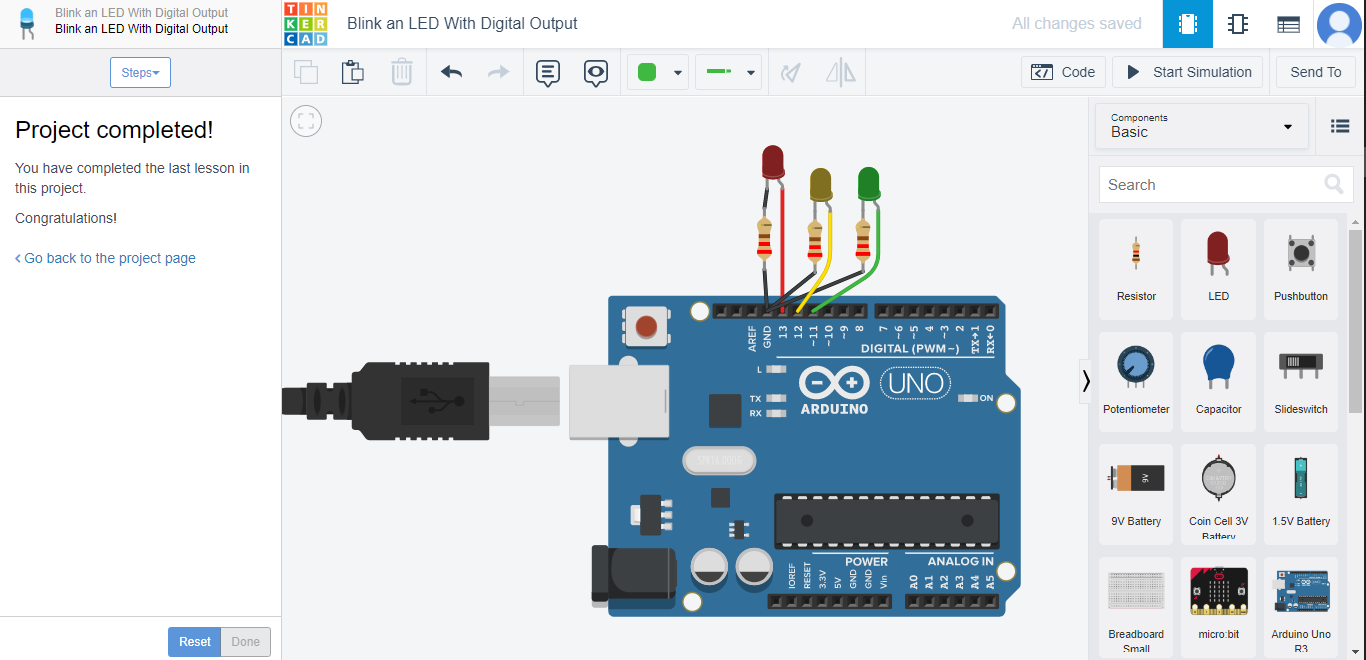 Blink an LED With Digital Output
Blink an LED With Digital Output
TINKERCAD
Blink an LED With Digital Output
All changes saved
Steps
Code
Start Simulation
Send To
Project completed!
You have completed the last lesson in
this project.
Congratulations!
Go back to the project page
Components
Basic
Search
Resistor
LED
Pushbutton
Potentiometer
Capacitor
Slideswitch
9V
9V Battery
Coin Cell 3V
Battery
1.5V Battery
Breadboard
Small
micro:bit
Arduino Uno
R3
AREF
GND
13
12
~11
~10
~9
8
7
~6
~5
4
~3
2
TX→1
RX←0
DIGITAL (PWM~)
L
TX
RX
ARDUINO
UNO
ON
POWER
ANALOG IN
IOREF
RESET
3.3V
5V
GND
GND
Vin
A0
A1
A2
A3
A4
A5
Reset
Done